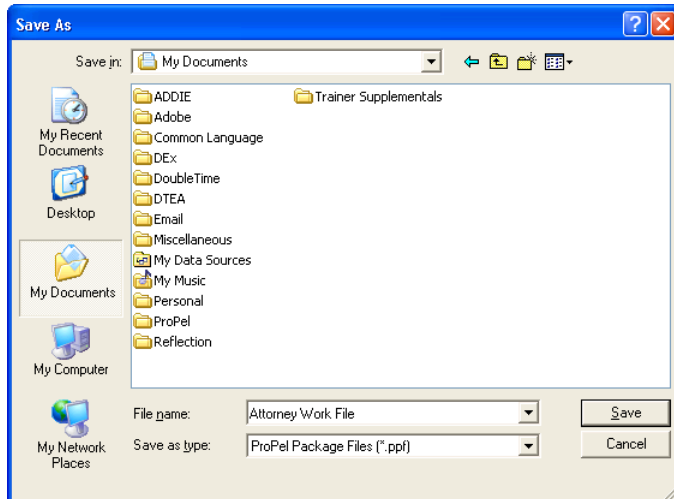 Save As
Save in:
My Documents
My Recent
Documents
Desktop
My Documents
My Computer
My Network
Places
ADDIE
Adobe
Common Language
DEx
DoubleTime
DTEA
Email
Miscellaneous
My Data Sources
My Music
Personal
ProPel
Reflection
Trainer Supplementals
File name:
Attorney Work File
Save
Save as type:
ProPel Package Files (*.ppf)
Cancel